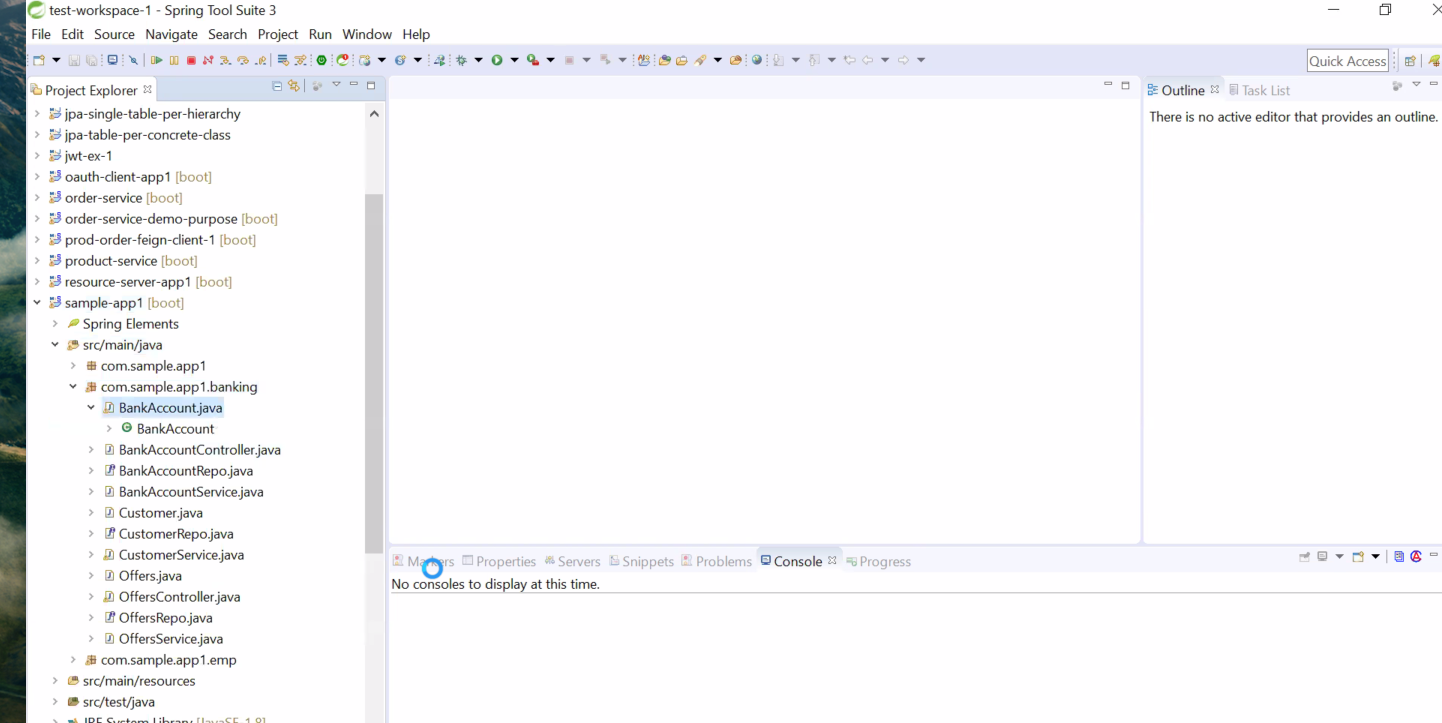 test-workspace-1 - Spring Tool Suite 3
File Edit Source Navigate Search Project Run Window Help
Quick Access
Project Explorer
jpa-single-table-per-hierarchy
jpa-table-per-concrete-class
jwt-ex-1
oauth-client-app1 [boot]
order-service [boot]
order-service-demo-purpose [boot]
prod-order-feign-client-1 [boot]
product-service [boot]
resource-server-app1 [boot]
sample-app1 [boot]
Spring Elements
src/main/java
com.sample.app1
com.sample.app1.banking
BankAccount.java
BankAccount
BankAccountController.java
BankAccountRepo.java
BankAccountService.java
Customer.java
CustomerRepo.java
CustomerService.java
Offers.java
OffersController.java
OffersRepo.java
OffersService.java
com.sample.app1.emp
src/main/resources
src/test/java
JRE System Library [JavaSE-1.8]
Outline Task List
There is no active editor that provides an outline.
Markers Properties Servers Snippets Problems Console Progress
No consoles to display at this time.